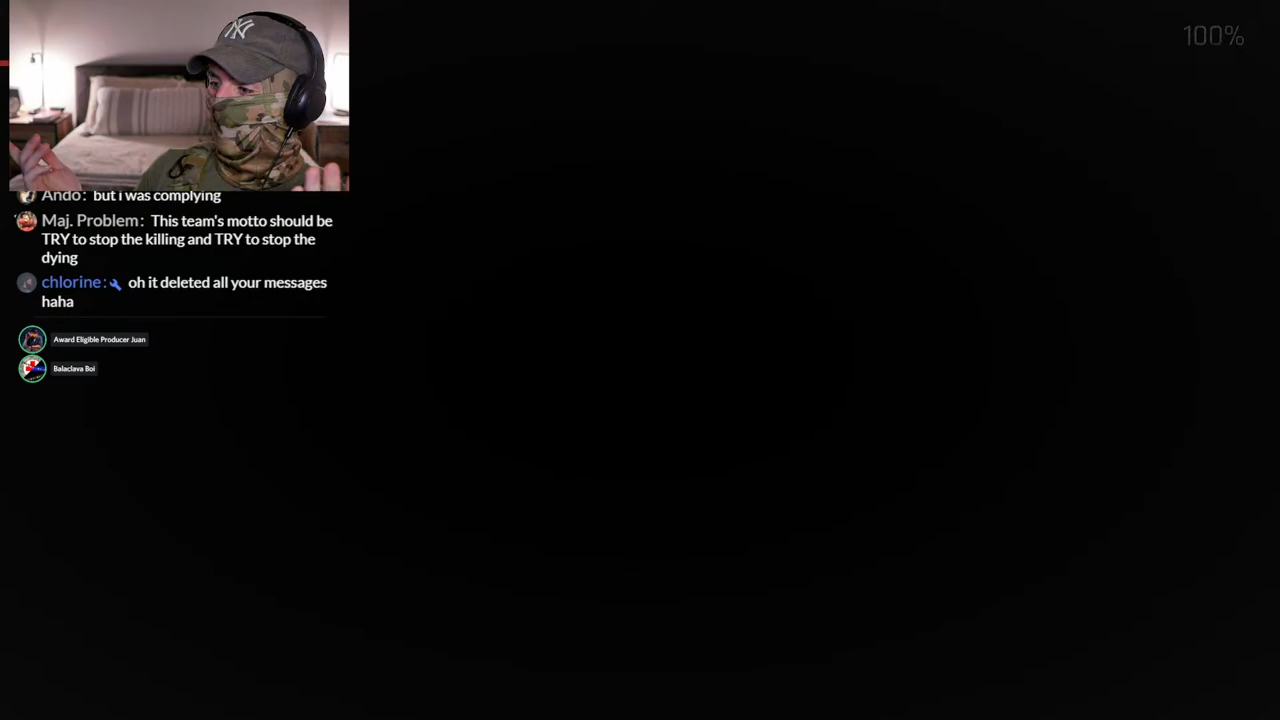 100%
NY
Ando: but i was complying
Maj. Problem: This team's motto should be
TRY to stop the killing and TRY to stop the
dying
chlorine: oh it deleted all your messages
haha
Award Eligible Producer Juan
Balaclava Boi